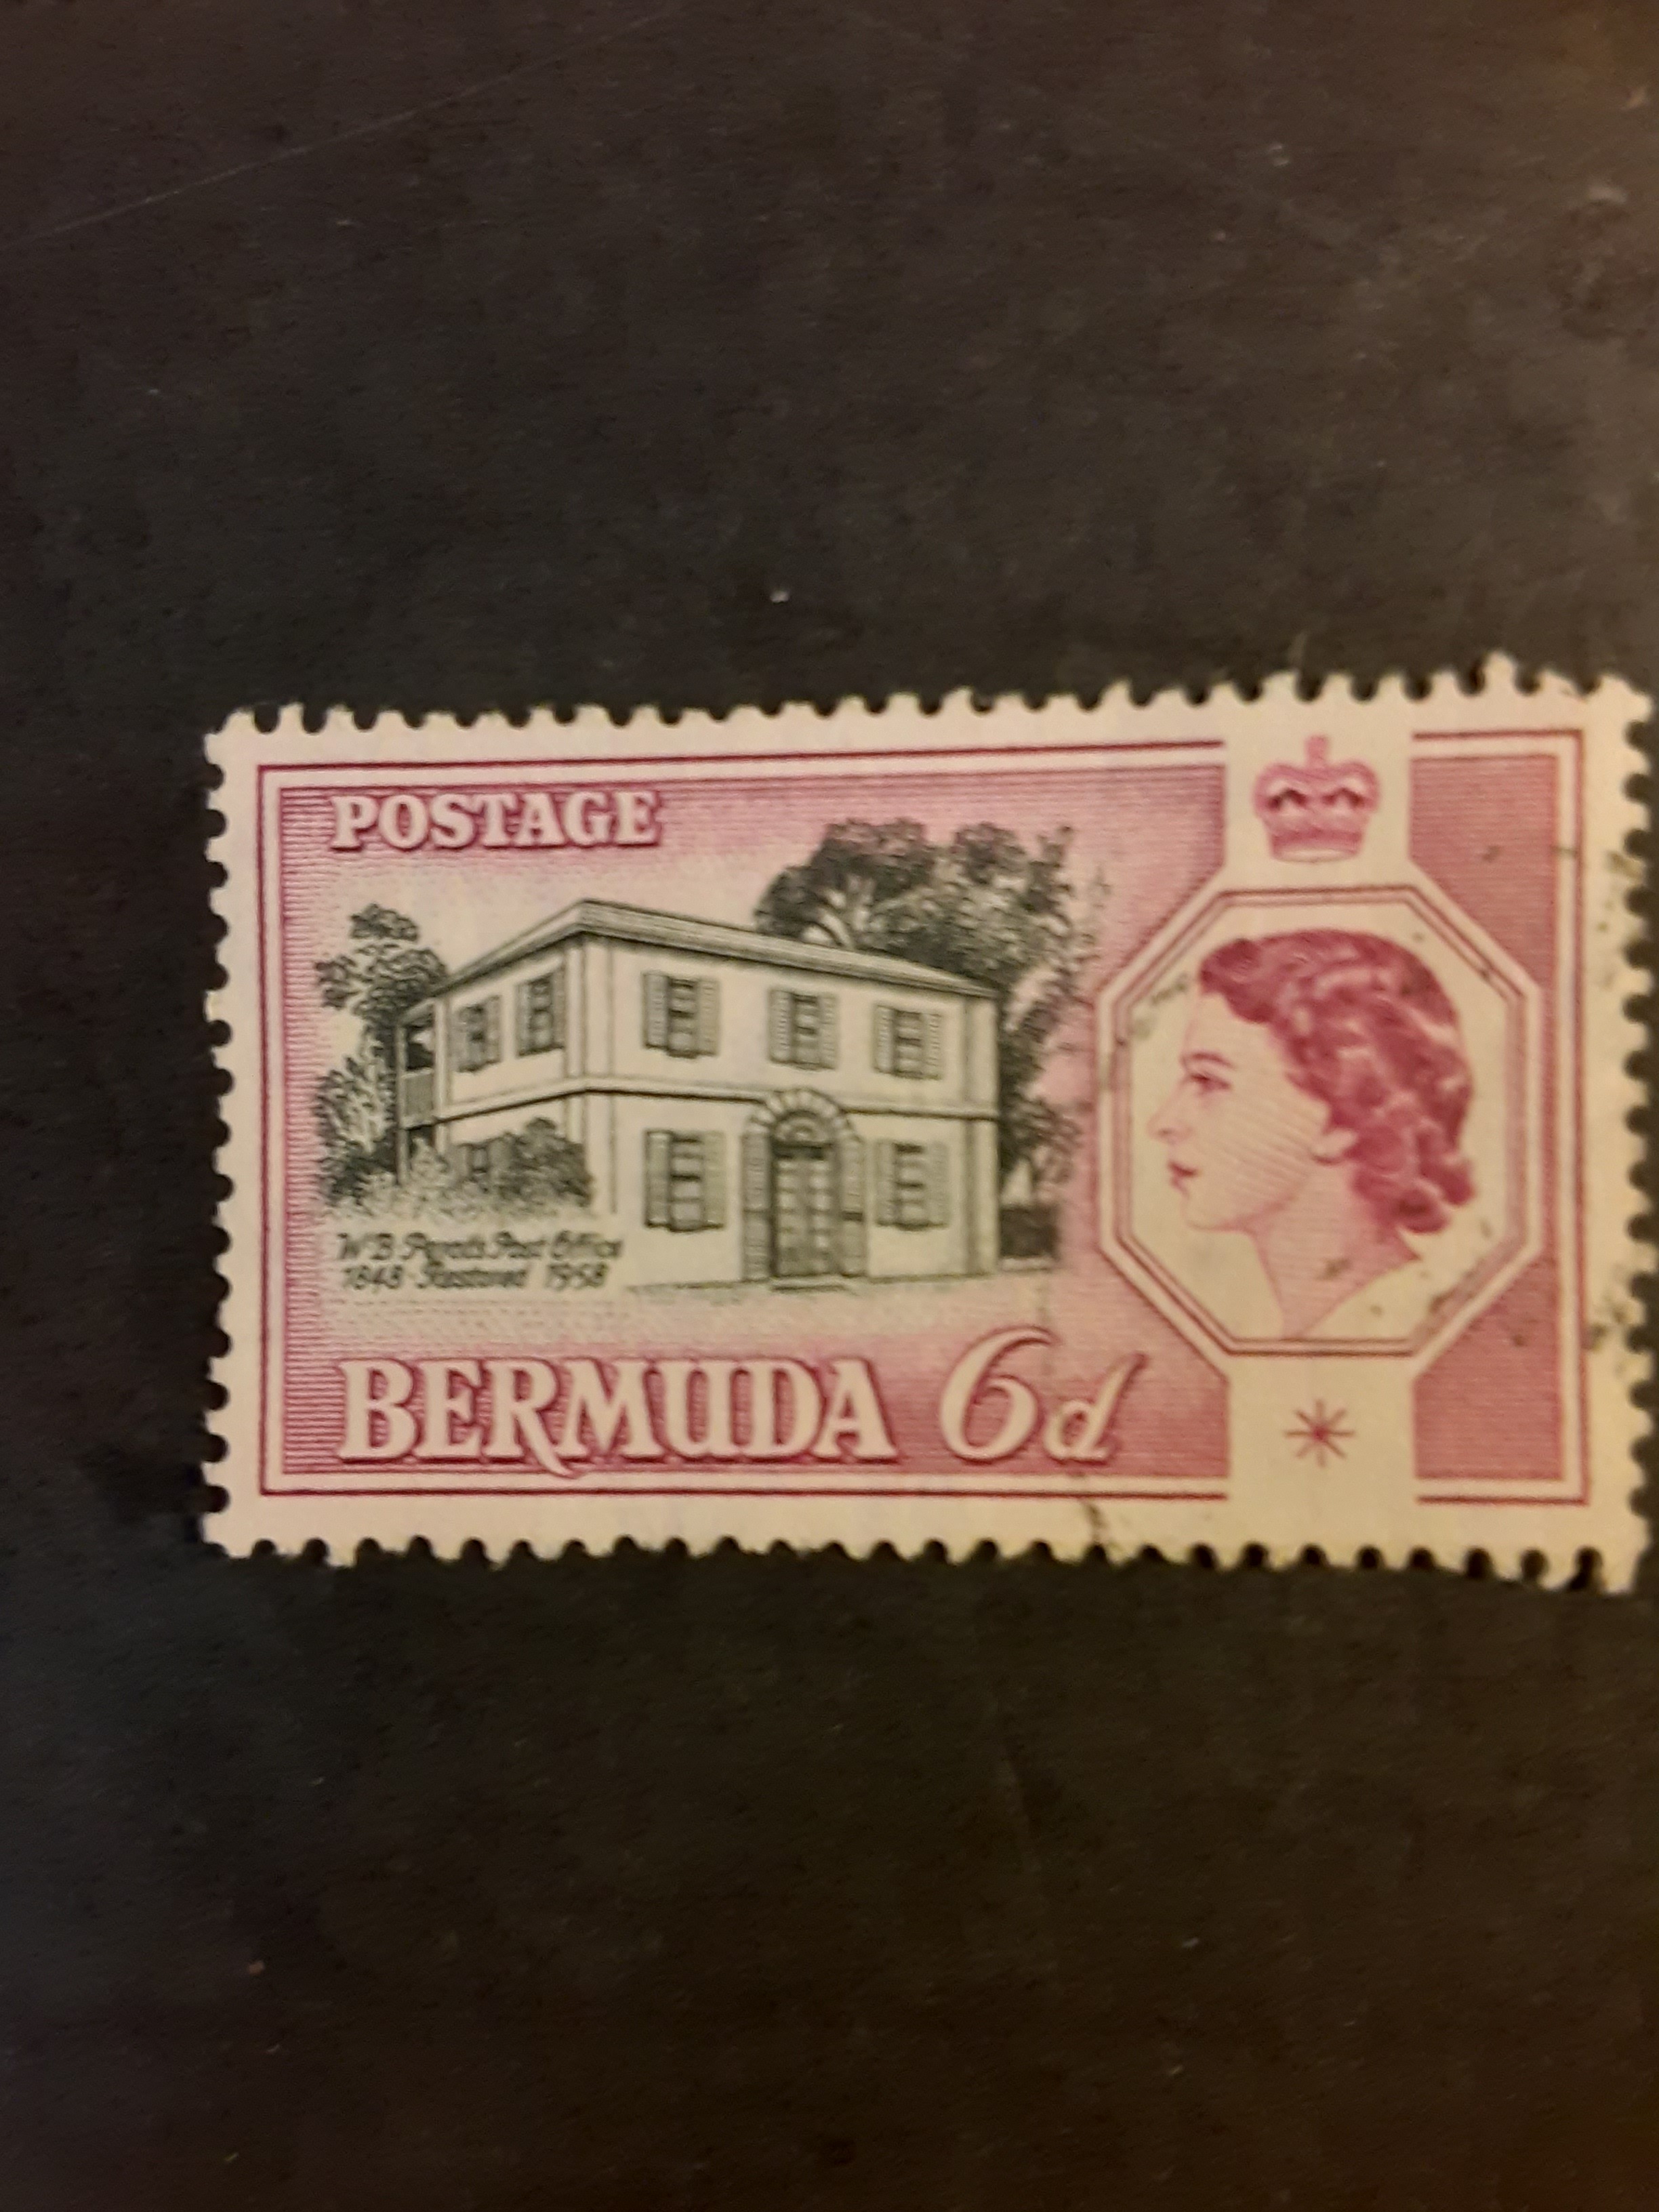 POSTAGE
W B Perot's Post Office
1848 · Restored 1958
BERMUDA 6d